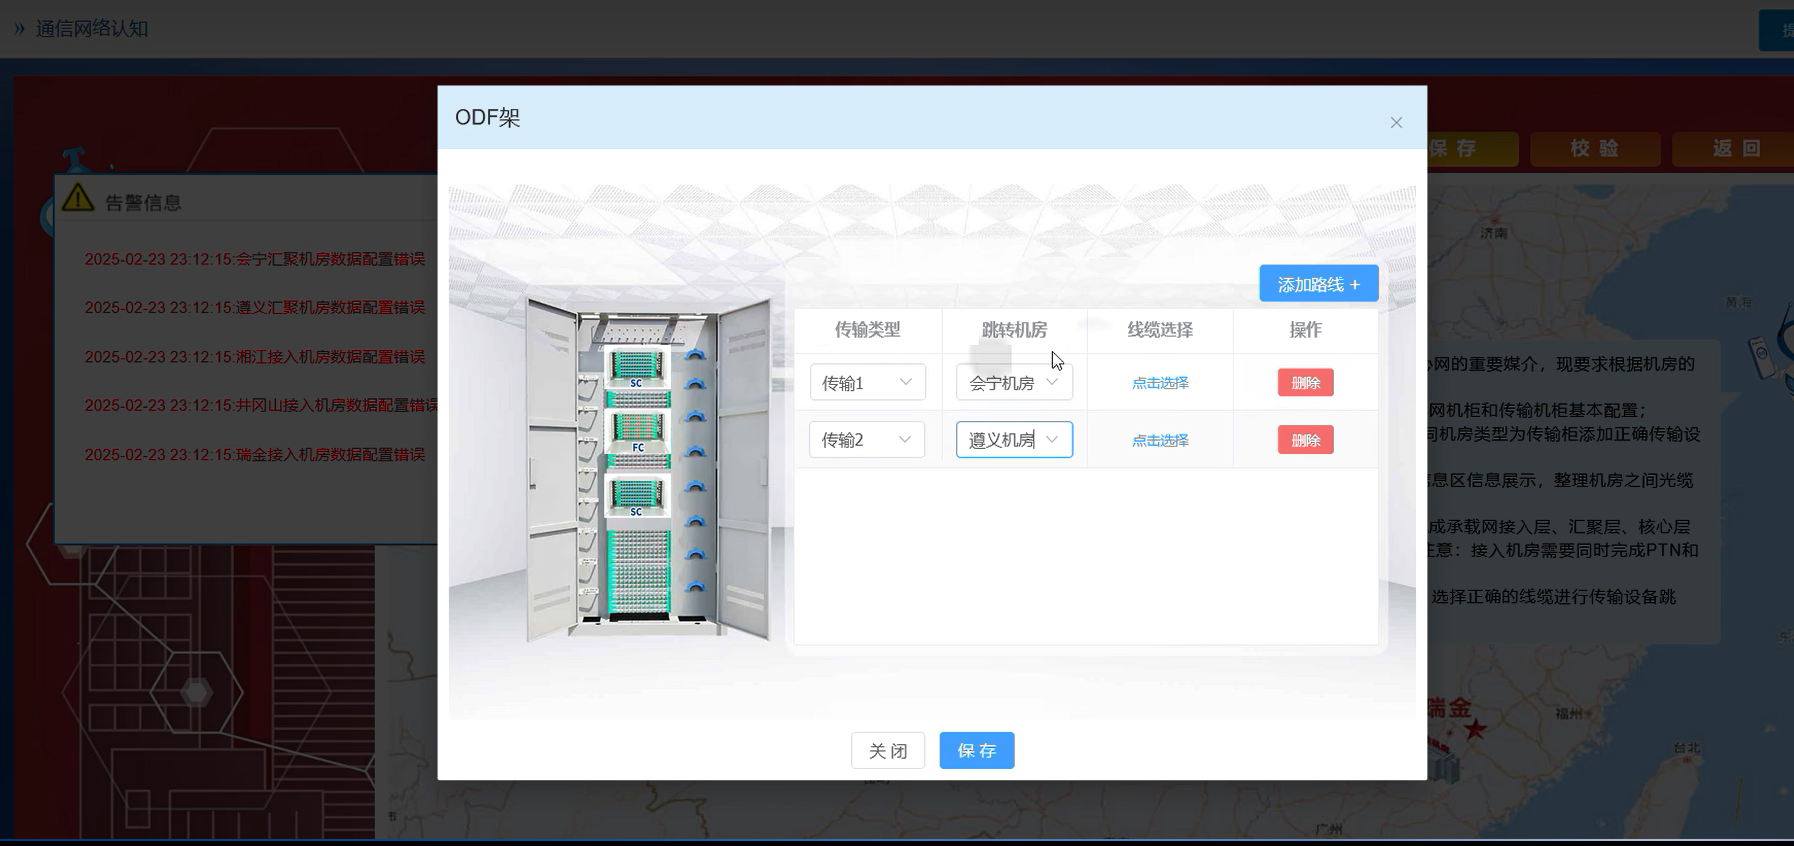 通信网络认知
ODF架
保 存
校 验
返 回
告警信息
2025-02-23 23:12:15:会宁汇聚机房数据配置错误
2025-02-23 23:12:15:遵义汇聚机房数据配置错误
2025-02-23 23:12:15:湘江接入机房数据配置错误
2025-02-23 23:12:15:井冈山接入机房数据配置错误
2025-02-23 23:12:15:瑞金接入机房数据配置错误
SC
FC
SC
添加路线 +
传输类型 跳转机房 线缆选择 操作
传输1 会宁机房 点击选择 删除
传输2 遵义机房 点击选择 删除
关 闭
保 存
济南
黄海
网的重要媒介，现要求根据机房的
网机柜和传输机柜基本配置；
机房类型为传输柜添加正确传输设
息区信息展示，整理机房之间光缆
成承载网接入层、汇聚层、核心层
注意：接入机房需要同时完成PTN和
选择正确的线缆进行传输设备跳
瑞金
福州
台北
广州